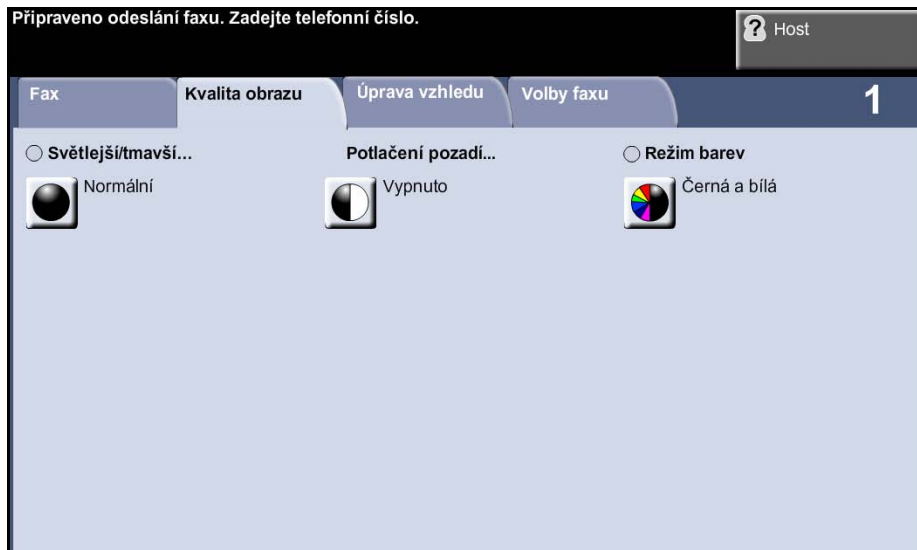 Připraveno odeslání faxu. Zadejte telefonní číslo.
? Host
Fax
Kvalita obrazu
Úprava vzhledu
Volby faxu
1
Světlejší/tmavší...
Potlačení pozadí...
Režim barev
Normální
Vypnuto
Černá a bílá